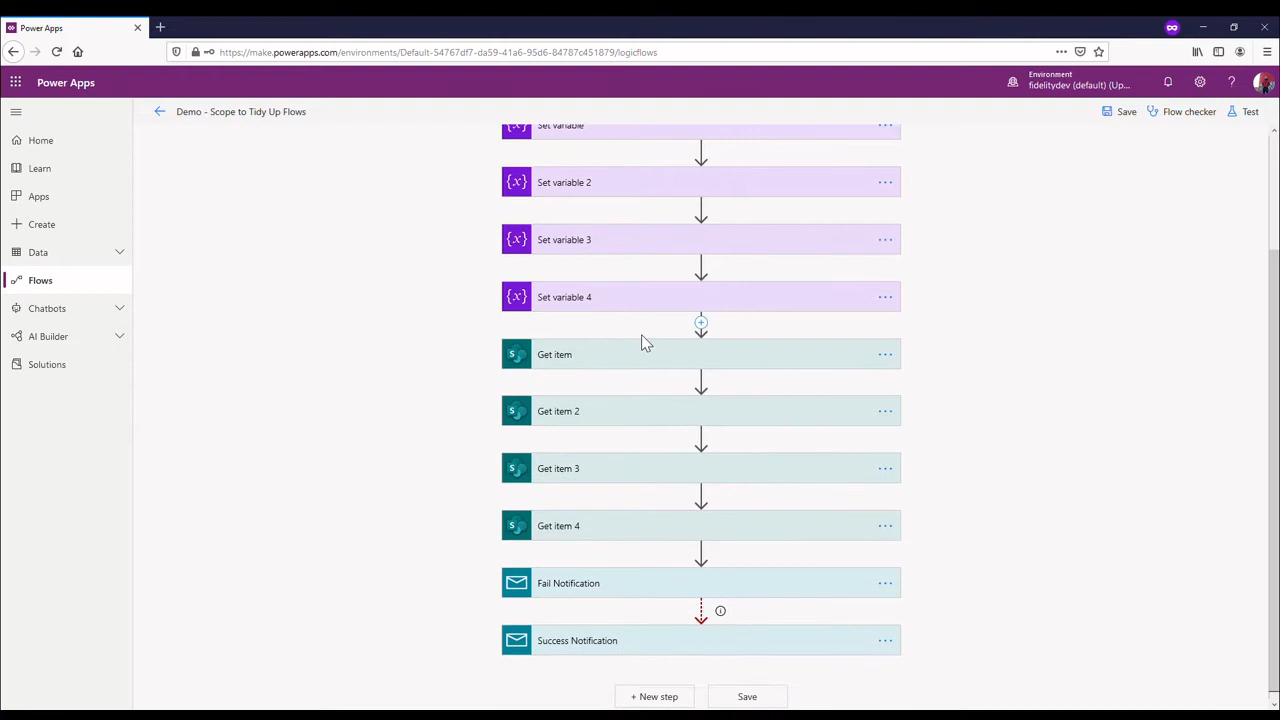 Power Apps
https://make.powerapps.com/environments/Default-54767df7-da59-41a6-95d6-84787c451879/logicflows
Power Apps
Environment
fidelitydev (default) (Up...
Demo - Scope to Tidy Up Flows
Save
Flow checker
Test
Home
Learn
Apps
Create
Data
Flows
Chatbots
AI Builder
Solutions
{x} Set variable
{x} Set variable 2
{x} Set variable 3
{x} Set variable 4
S Get item
S Get item 2
S Get item 3
S Get item 4
Fail Notification
Success Notification
+ New step
Save